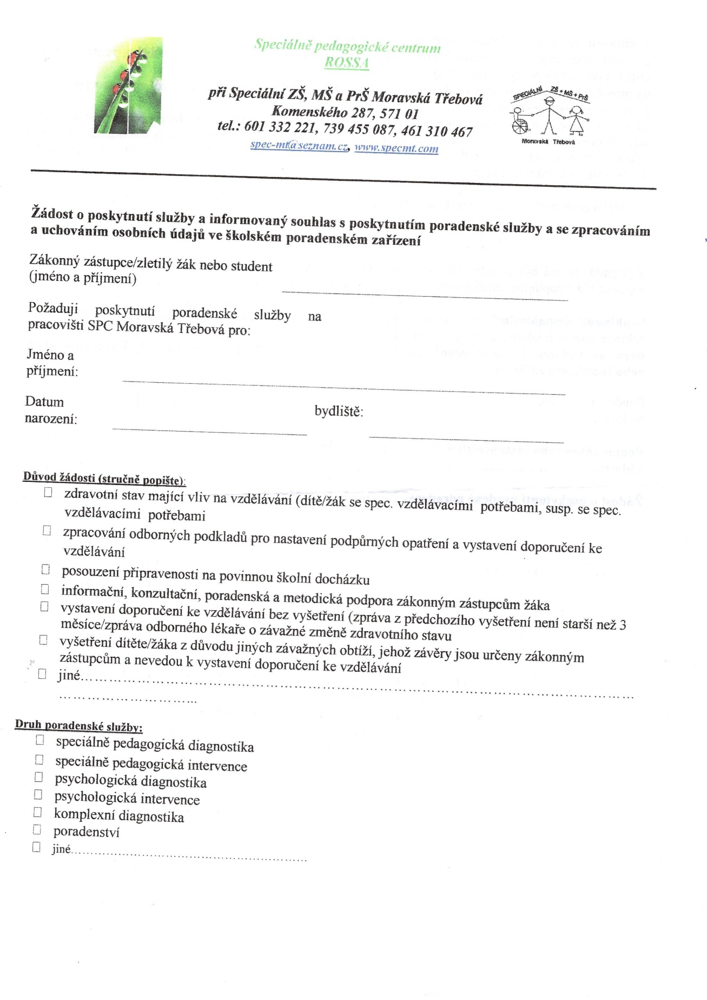 Speciálně pedagogické centrum
ROSSA
při Speciální ZŠ, MŠ a PrŠ Moravská Třebová
Komenského 287, 571 01
tel.: 601 332 221, 739 455 087, 461 310 467
spec-mt@seznam.cz, www.specmt.com
SPECIÁLNÍ ZŠ + MŠ + PrŠ
Moravská Třebová
Žádost o poskytnutí služby a informovaný souhlas s poskytnutím poradenské služby a se zpracováním
a uchováním osobních údajů ve školském poradenském zařízení
Zákonný zástupce/zletilý žák nebo student
(jméno a příjmení)
Požaduji poskytnutí poradenské služby na
pracovišti SPC Moravská Třebová pro:
Jméno a
příjmení:
Datum
narození:
bydliště:
Důvod žádosti (stručně popište):
zdravotní stav mající vliv na vzdělávání (dítě/žák se spec. vzdělávacími potřebami, susp. se spec.
vzdělávacími potřebami
zpracování odborných podkladů pro nastavení podpůrných opatření a vystavení doporučení ke
vzdělávání
posouzení připravenosti na povinnou školní docházku
informační, konzultační, poradenská a metodická podpora zákonným zástupcům žáka
vystavení doporučení ke vzdělávání bez vyšetření (zpráva z předchozího vyšetření není starší než 3
měsíce/zpráva odborného lékaře o závažné změně zdravotního stavu
vyšetření dítěte/žáka z důvodu jiných závažných obtíží, jehož závěry jsou určeny zákonným
zástupcům a nevedou k vystavení doporučení ke vzdělávání
jiné……………………………………………………………………………………………………
………………………..
Druh poradenské služby:
speciálně pedagogická diagnostika
speciálně pedagogická intervence
psychologická diagnostika
psychologická intervence
komplexní diagnostika
poradenství
jiné……………………………………………………